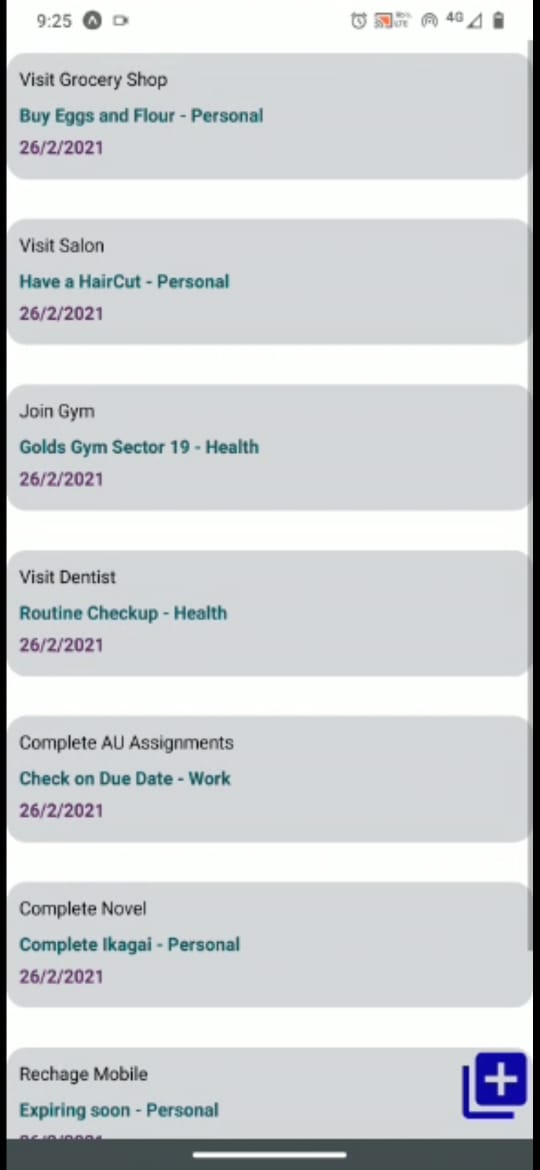 9:25
4G
Visit Grocery Shop
Buy Eggs and Flour - Personal
26/2/2021
Visit Salon
Have a HairCut - Personal
26/2/2021
Join Gym
Golds Gym Sector 19 - Health
26/2/2021
Visit Dentist
Routine Checkup - Health
26/2/2021
Complete AU Assignments
Check on Due Date - Work
26/2/2021
Complete Novel
Complete Ikagai - Personal
26/2/2021
Rechage Mobile
Expiring soon - Personal